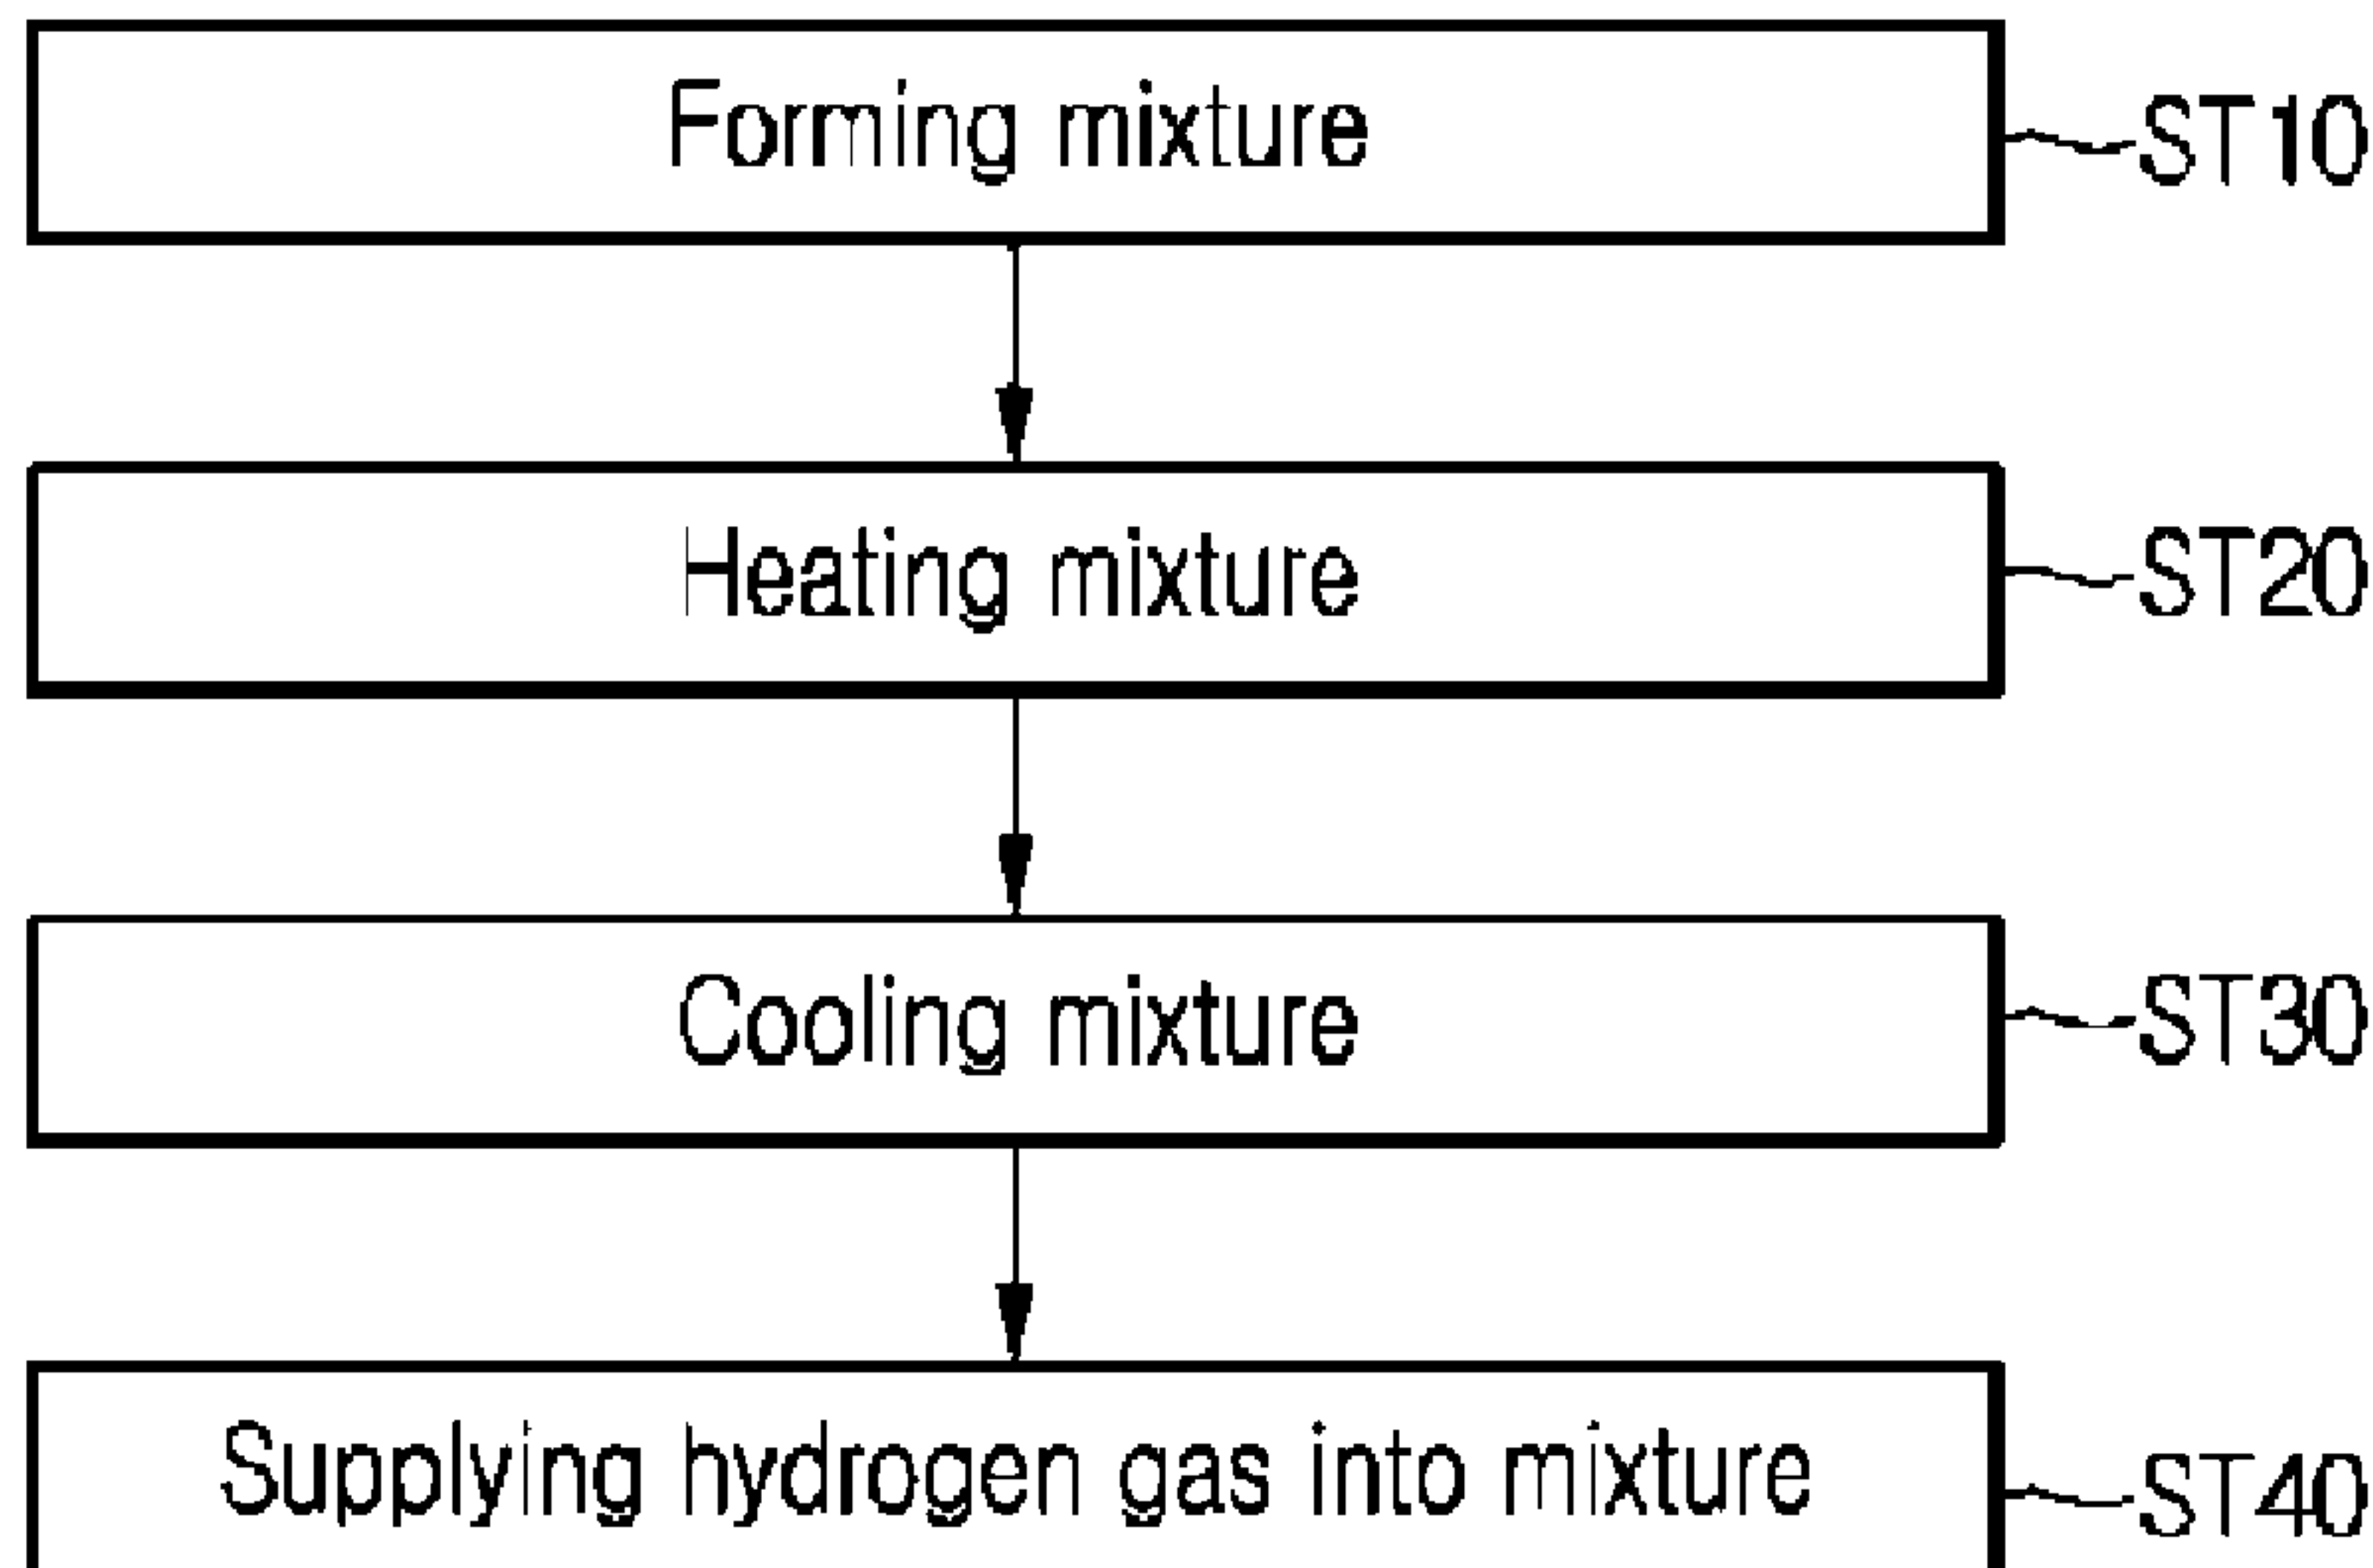 Forming mixture ST10
Heating mixture ST20
Cooling mixture ST30
Supplying hydrogen gas into mixture ST40